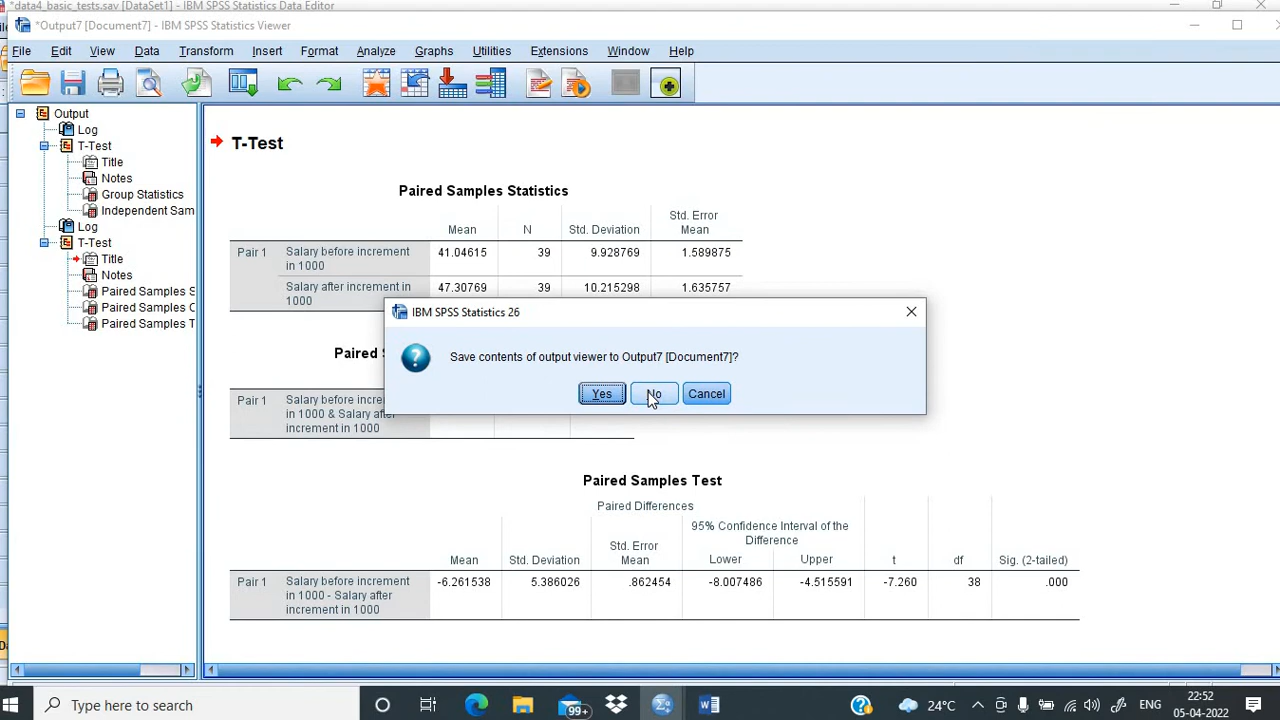 *data4_basic_tests.sav [DataSet1] - IBM SPSS Statistics Data Editor
*Output7 [Document7] - IBM SPSS Statistics Viewer
File Edit View Data Transform Insert Format Analyze Graphs Utilities Extensions Window Help
Output
Log
T-Test
Title
Notes
Group Statistics
Independent Sam
Log
T-Test
Title
Notes
Paired Samples S
Paired Samples C
Paired Samples T
T-Test
Paired Samples Statistics
Mean N Std. Deviation Std. Error
Mean
Pair 1 Salary before increment
in 1000 41.04615 39 9.928769 1.589875
Salary after increment in
1000 47.30769 39 10.215298 1.635757
IBM SPSS Statistics 26
Save contents of output viewer to Output7 [Document7]?
Yes No Cancel
Paired S
Pair 1 Salary before incre
in 1000 & Salary after
increment in 1000
Paired Samples Test
Paired Differences
95% Confidence Interval of the
Difference
Mean Std. Deviation Std. Error
Mean Lower Upper t df Sig. (2-tailed)
Pair 1 Salary before increment
in 1000 - Salary after
increment in 1000 -6.261538 5.386026 .862454 -8.007486 -4.515591 -7.260 38 .000
Type here to search
99+
24°C
ENG
22:52
05-04-2022